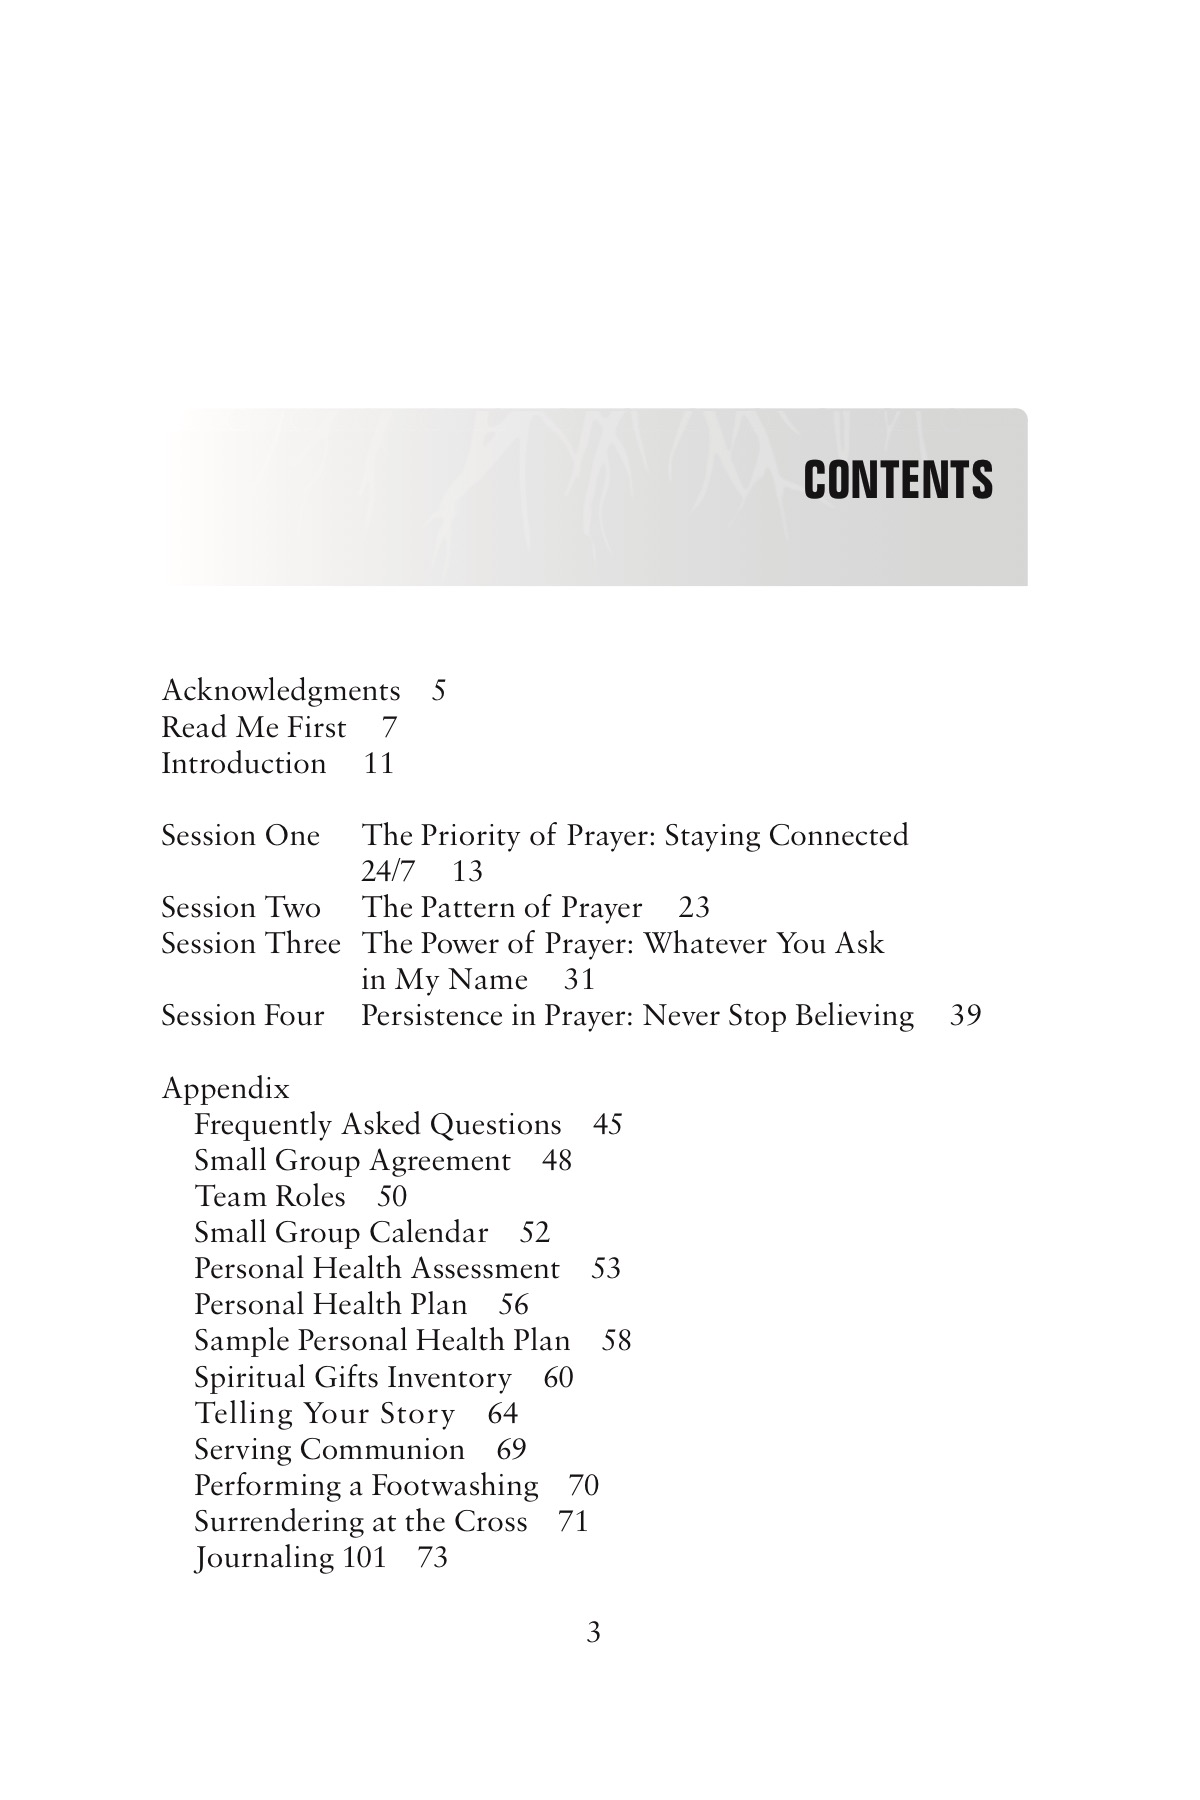 CONTENTS
Acknowledgments 5
Read Me First 7
Introduction 11
Session One The Priority of Prayer: Staying Connected
24/7 13
Session Two The Pattern of Prayer 23
Session Three The Power of Prayer: Whatever You Ask
in My Name 31
Session Four Persistence in Prayer: Never Stop Believing 39
Appendix
Frequently Asked Questions 45
Small Group Agreement 48
Team Roles 50
Small Group Calendar 52
Personal Health Assessment 53
Personal Health Plan 56
Sample Personal Health Plan 58
Spiritual Gifts Inventory 60
Telling Your Story 64
Serving Communion 69
Performing a Footwashing 70
Surrendering at the Cross 71
Journaling 101 73
3